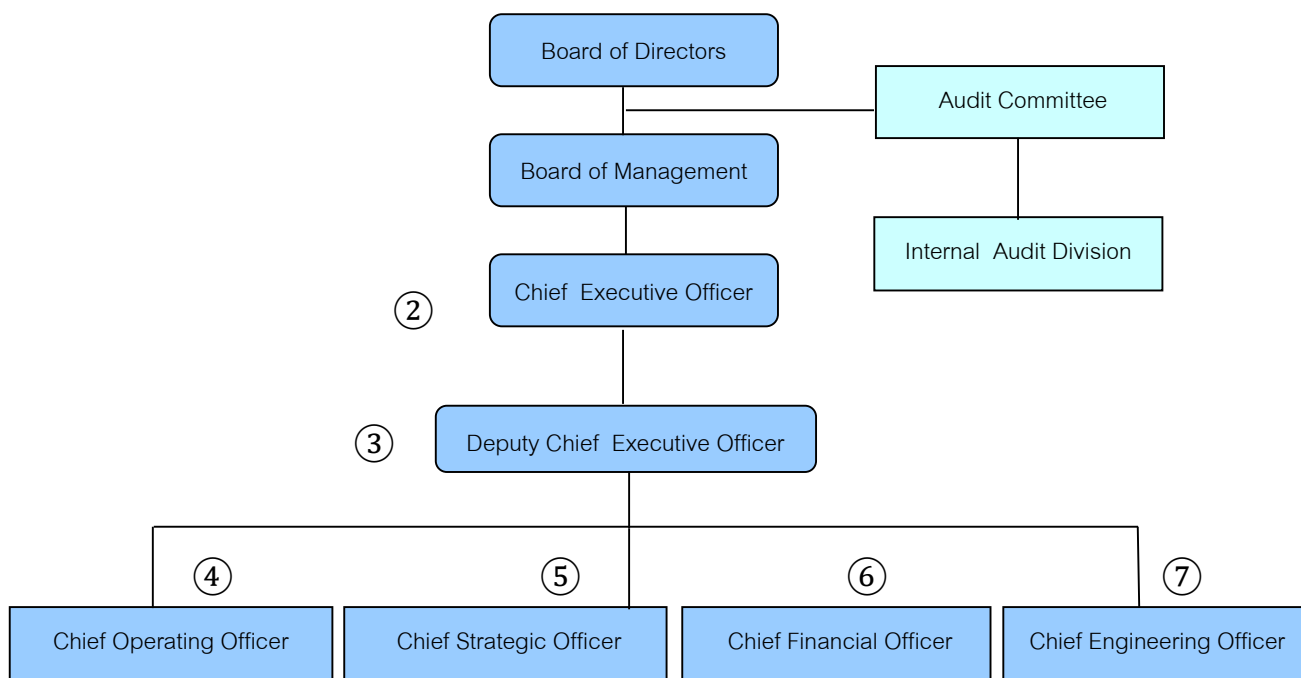 Board of Directors
Audit Committee
Board of Management
Internal  Audit Division
Chief  Executive Officer
②
Deputy Chief  Executive Officer
③
④
⑤
⑥
⑦
Chief Operating Officer
Chief Strategic Officer
Chief Financial Officer
Chief Engineering Officer